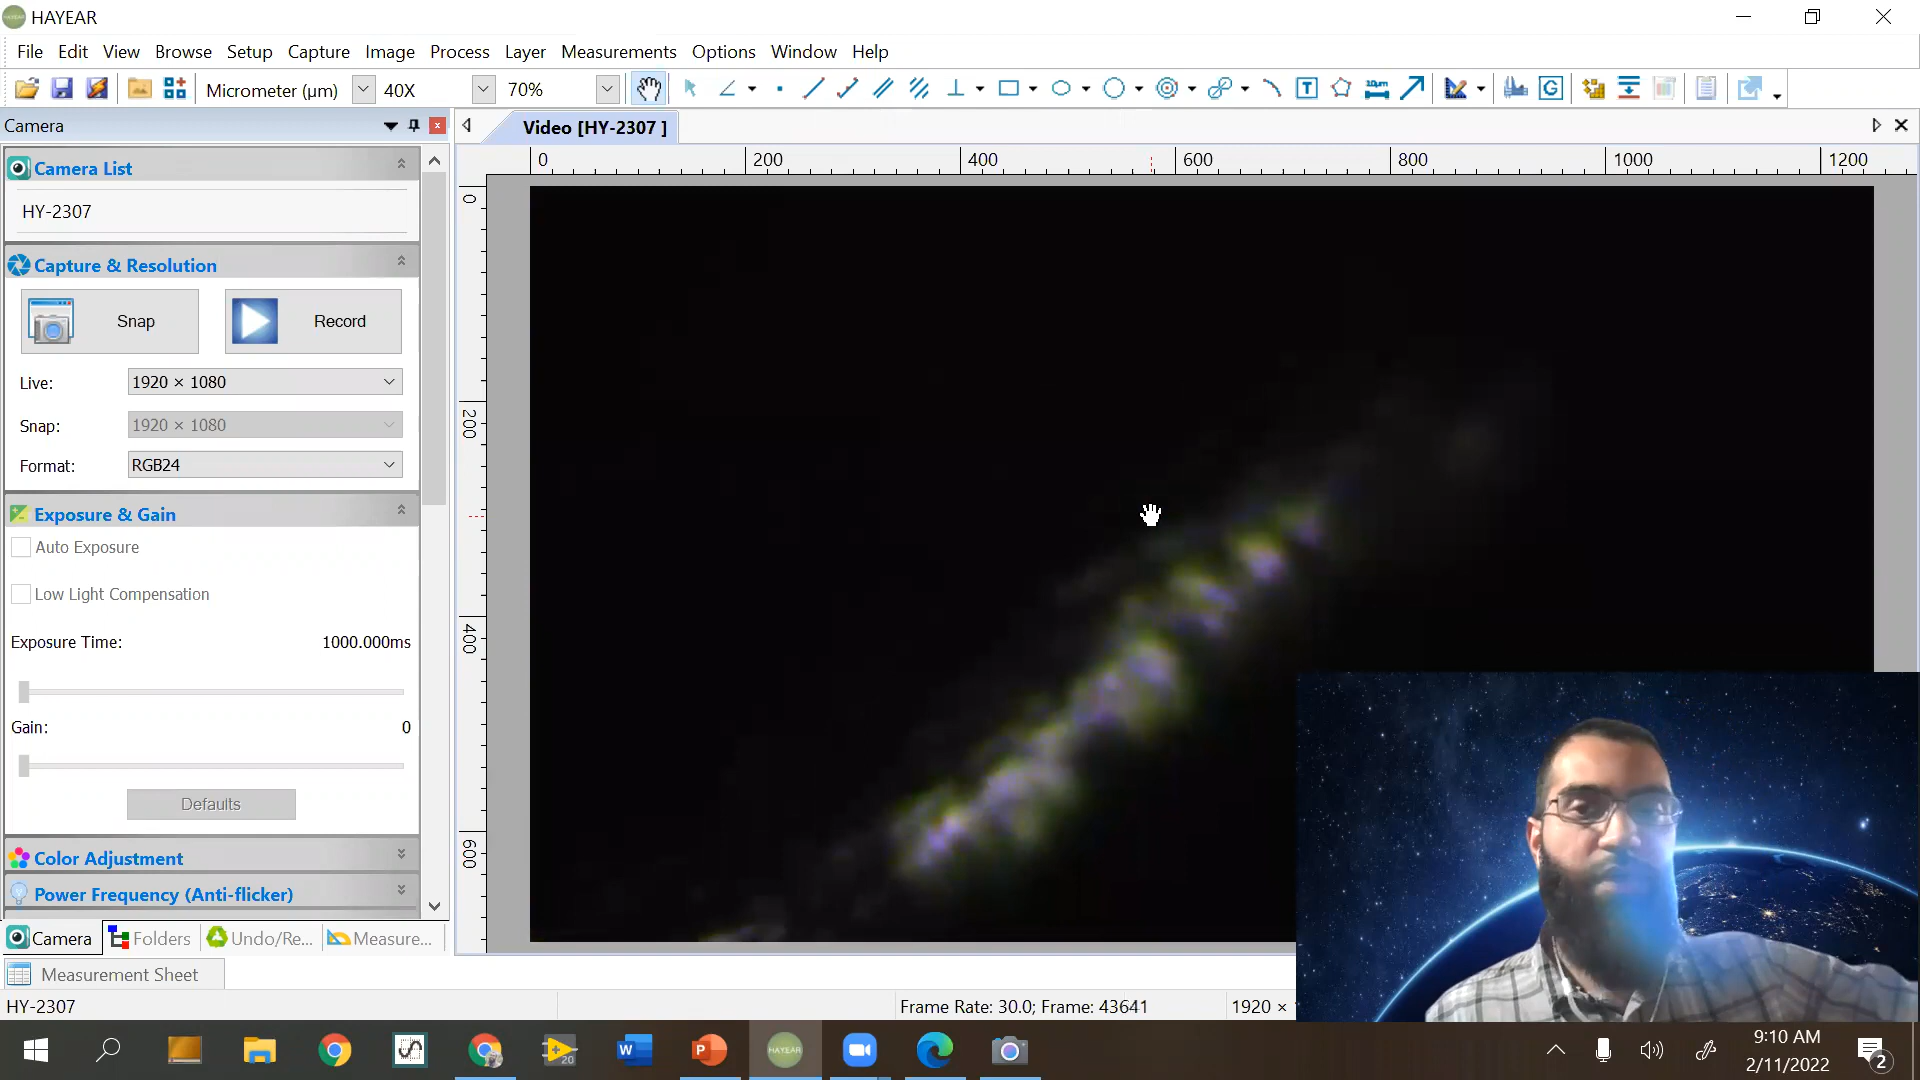 HAYEAR
File Edit View Browse Setup Capture Image Process Layer Measurements Options Window Help
Micrometer (µm) 40X 70%
Camera
Video [HY-2307 ]
0 200 400 600 800 1000 1200
Camera List
HY-2307
Capture & Resolution
Snap Record
Live: 1920 × 1080
Snap: 1920 × 1080
Format: RGB24
Exposure & Gain
Auto Exposure
Low Light Compensation
Exposure Time: 1000.000ms
Gain: 0
Defaults
Color Adjustment
Power Frequency (Anti-flicker)
0
200
400
600
Camera Folders Undo/Re... Measure...
Measurement Sheet
HY-2307 Frame Rate: 30.0; Frame: 43641 1920 ×
20 HAYEAR
9:10 AM
2/11/2022
2